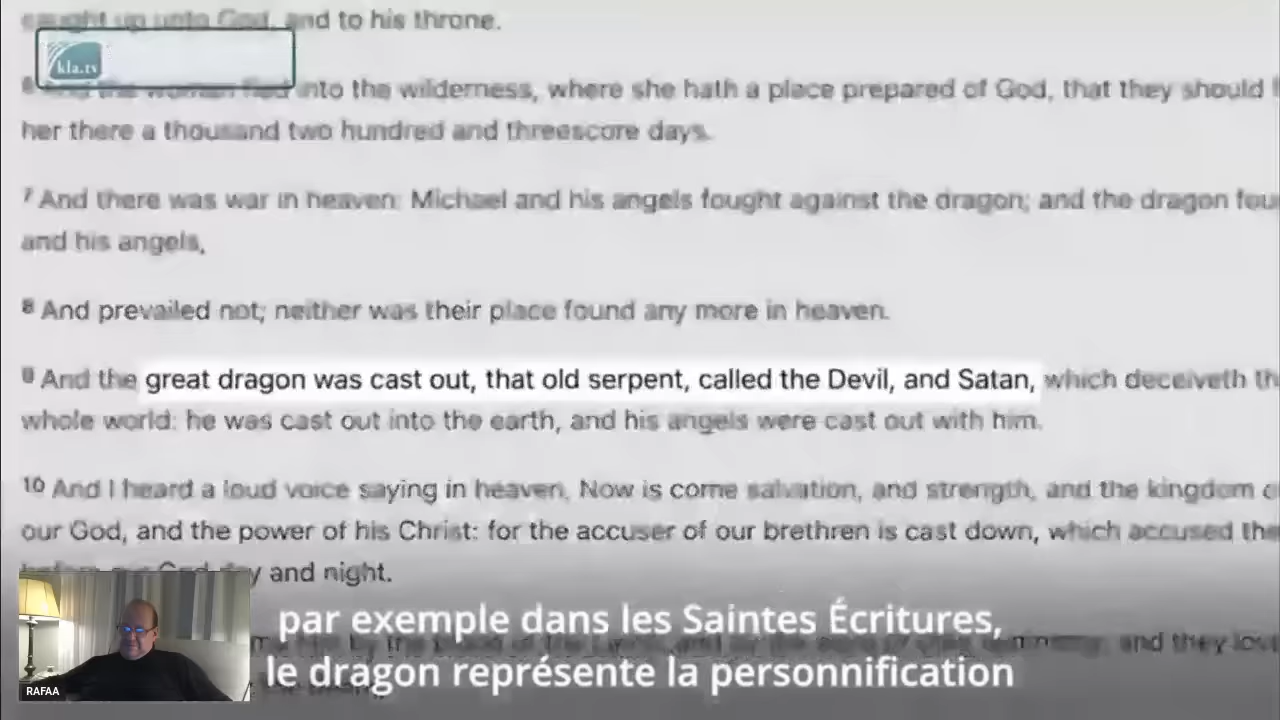 caught up unto God, and to his throne.
kla.tv
into the wilderness, where she hath a place prepared of God, that they should
her there a thousand two hundred and threescore days.
7 And there was war in heaven: Michael and his angels fought against the dragon; and the dragon fou
and his angels,
8 And prevailed not; neither was their place found any more in heaven.
9 And the great dragon was cast out, that old serpent, called the Devil, and Satan, which deceiveth th
whole world: he was cast out into the earth, and his angels were cast out with him.
10 And I heard a loud voice saying in heaven, Now is come salvation, and strength, and the kingdom o
our God, and the power of his Christ: for the accuser of our brethren is cast down, which accused the
day and night.
par exemple dans les Saintes Écritures,
le dragon représente la personnification
RAFAA